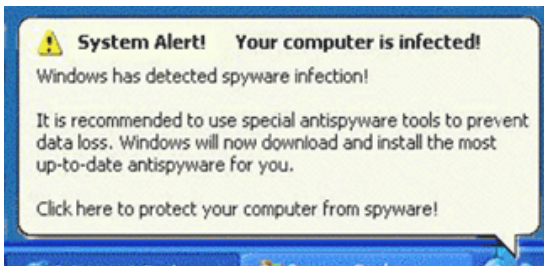 System Alert! Your computer is infected!
Windows has detected spyware infection!
It is recommended to use special antispyware tools to prevent
data loss. Windows will now download and install the most
up-to-date antispyware for you.
Click here to protect your computer from spyware!